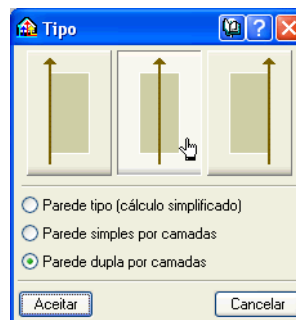 Tipo
Parede tipo (cálculo simplificado)
Parede simples por camadas
Parede dupla por camadas
Aceitar
Cancelar